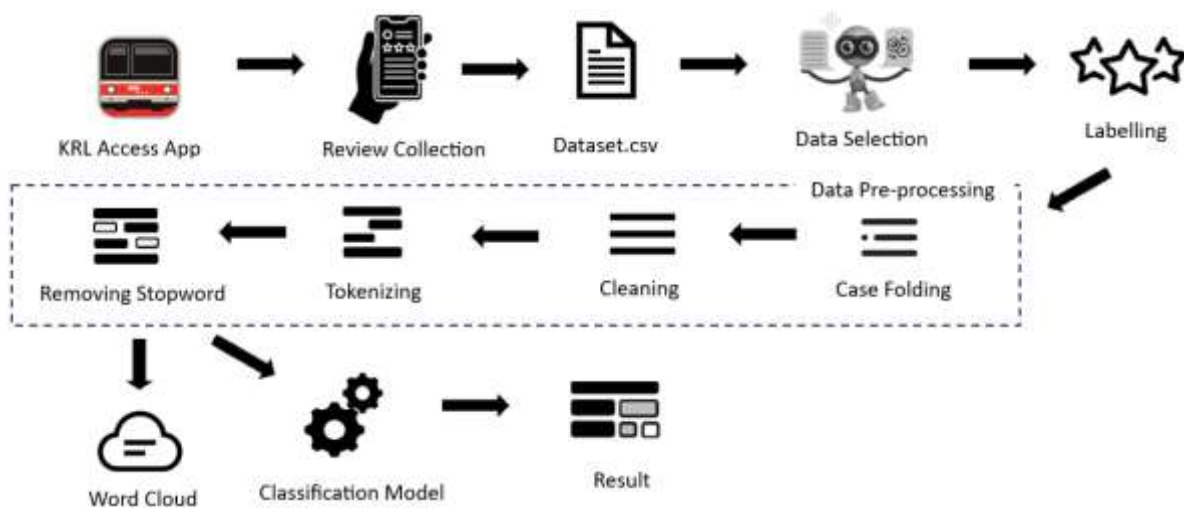 KRL Access App
Review Collection
Dataset.csv
Data Selection
Labelling
Data Pre-processing
Removing Stopword
Tokenizing
Cleaning
Case Folding
Word Cloud
Classification Model
Result